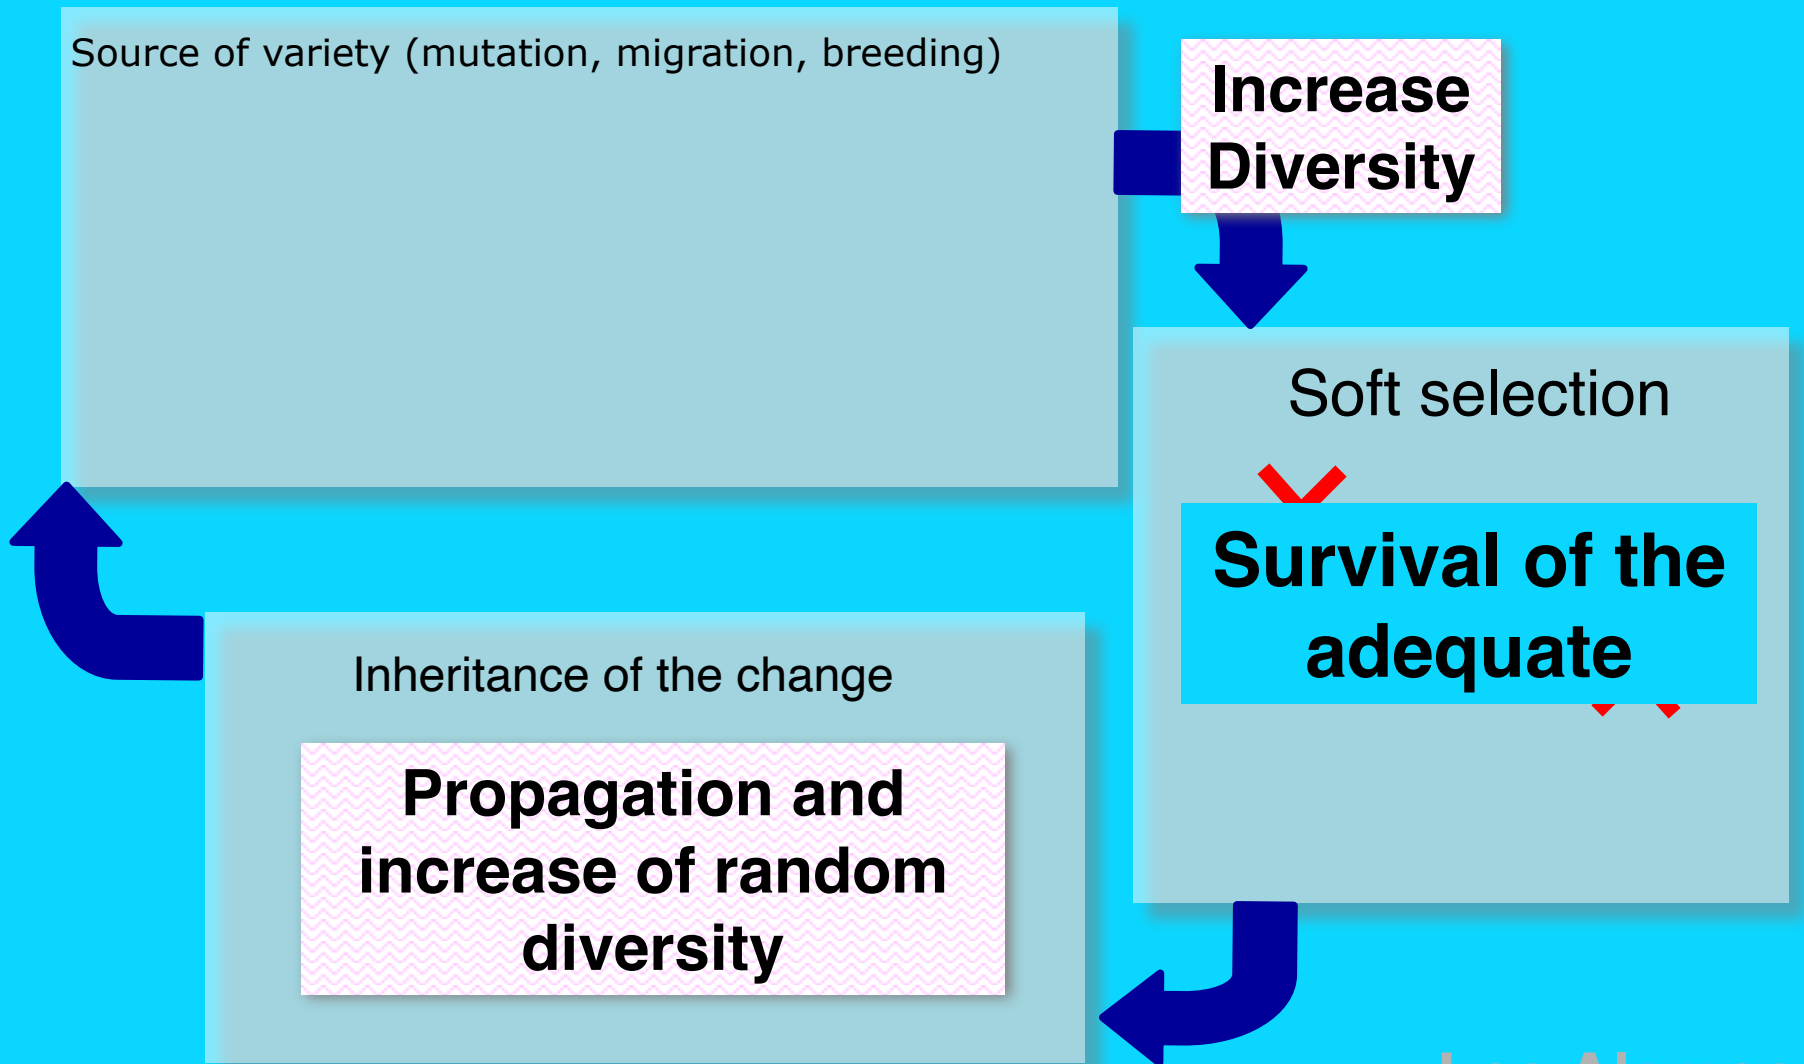 Source of variety (mutation, migration, breeding)
Increase
Diversity
Soft selection
Survival of the
adequate
Inheritance of the change
Propagation and
increase of random
diversity